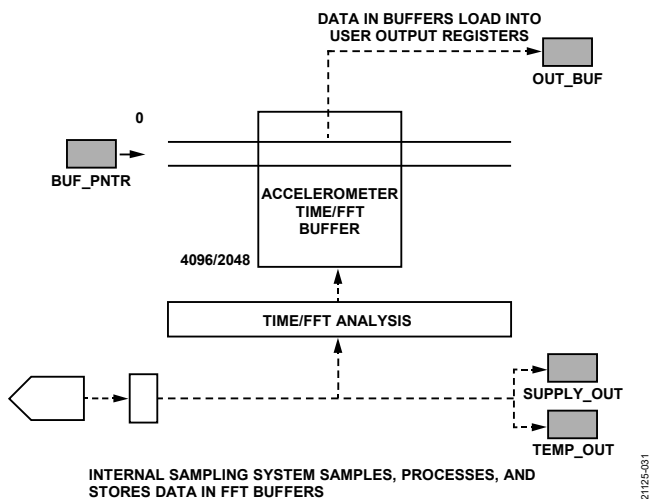 DATA IN BUFFERS LOAD INTO
USER OUTPUT REGISTERS
OUT_BUF
0
BUF_PNTR
ACCELEROMETER
TIME/FFT
BUFFER
4096/2048
TIME/FFT ANALYSIS
SUPPLY_OUT
TEMP_OUT
INTERNAL SAMPLING SYSTEM SAMPLES, PROCESSES, AND
STORES DATA IN FFT BUFFERS
21125-031